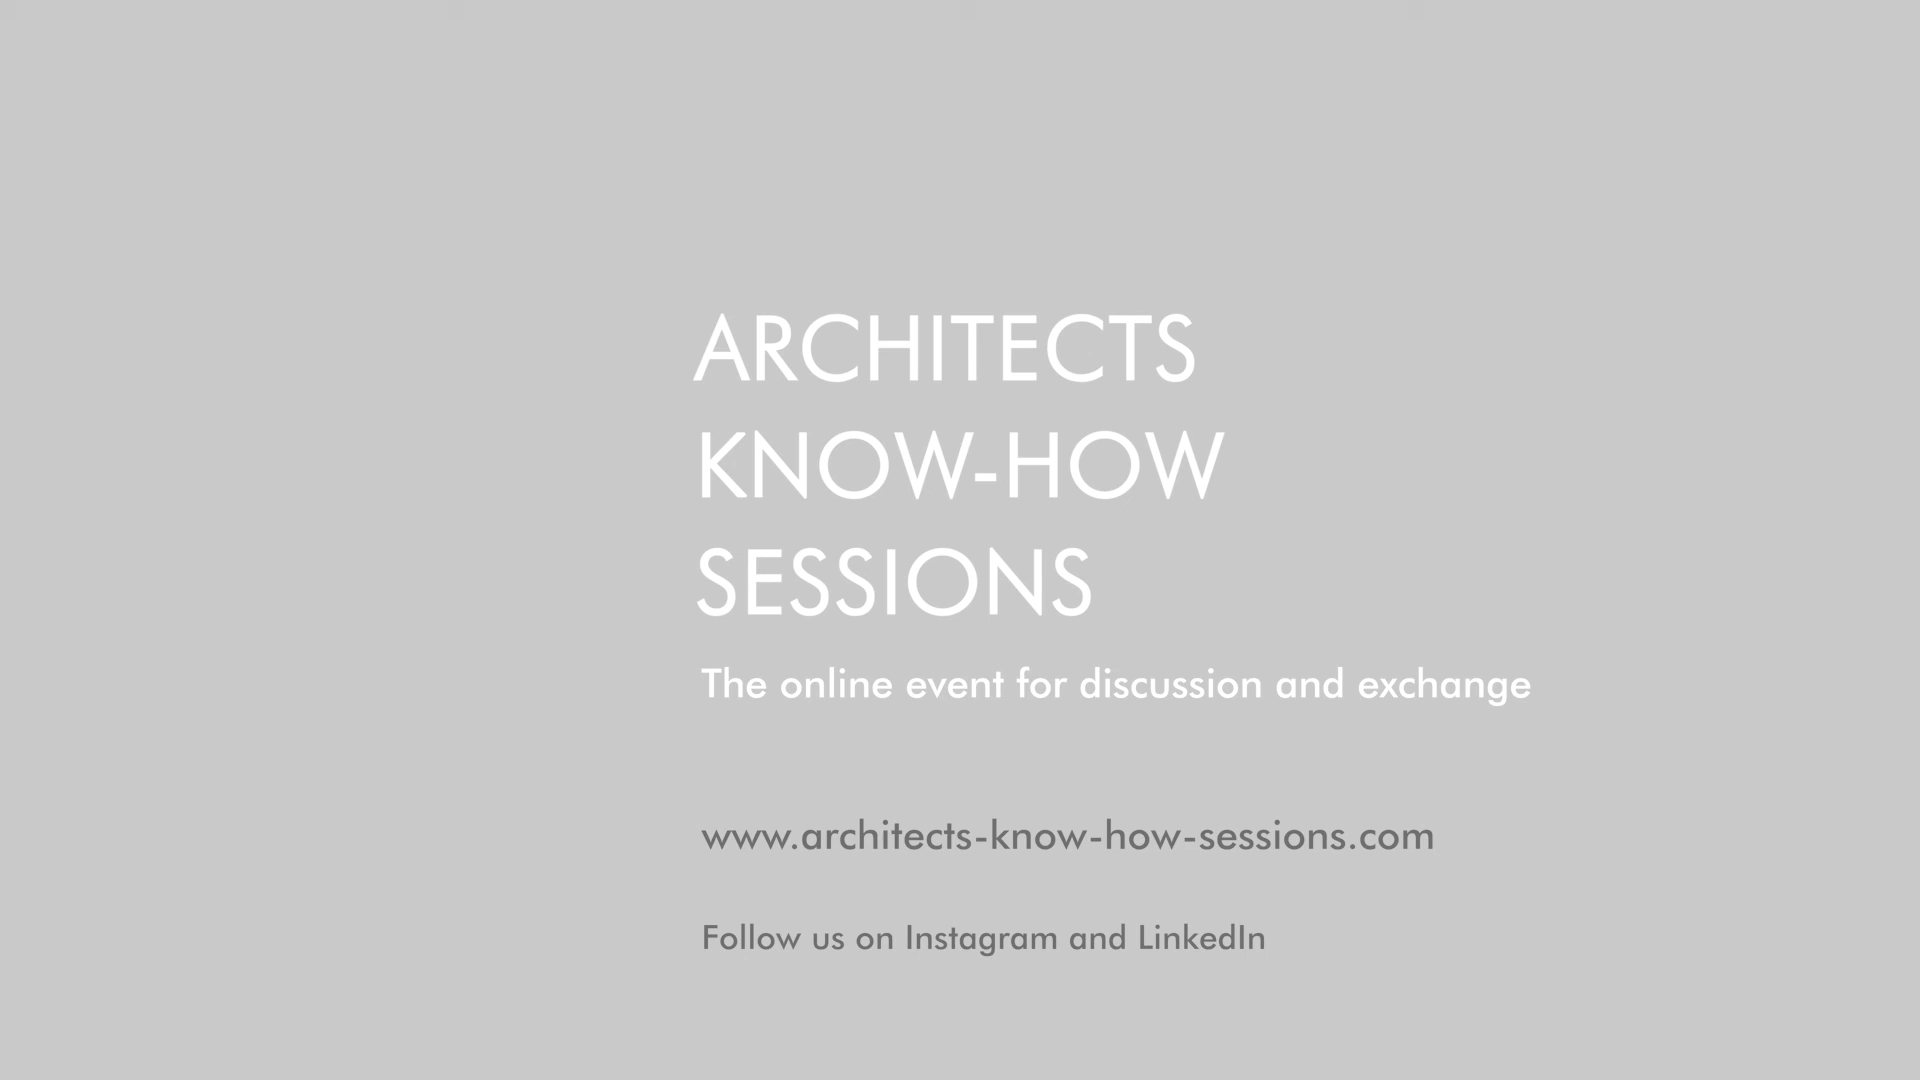 ARCHITECTS
KNOW-HOW
SESSIONS
The online event for discussion and exchange
www.architects-know-how-sessions.com
Follow us on Instagram and LinkedIn